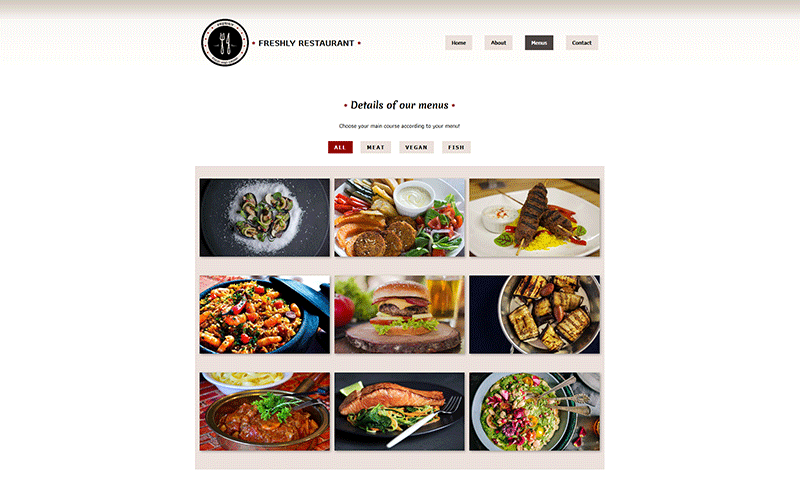 • FRESHLY RESTAURANT •
Home About Menus Contact
• Details of our menus •
Choose your main course according to your menu!
ALL MEAT VEGAN FISH